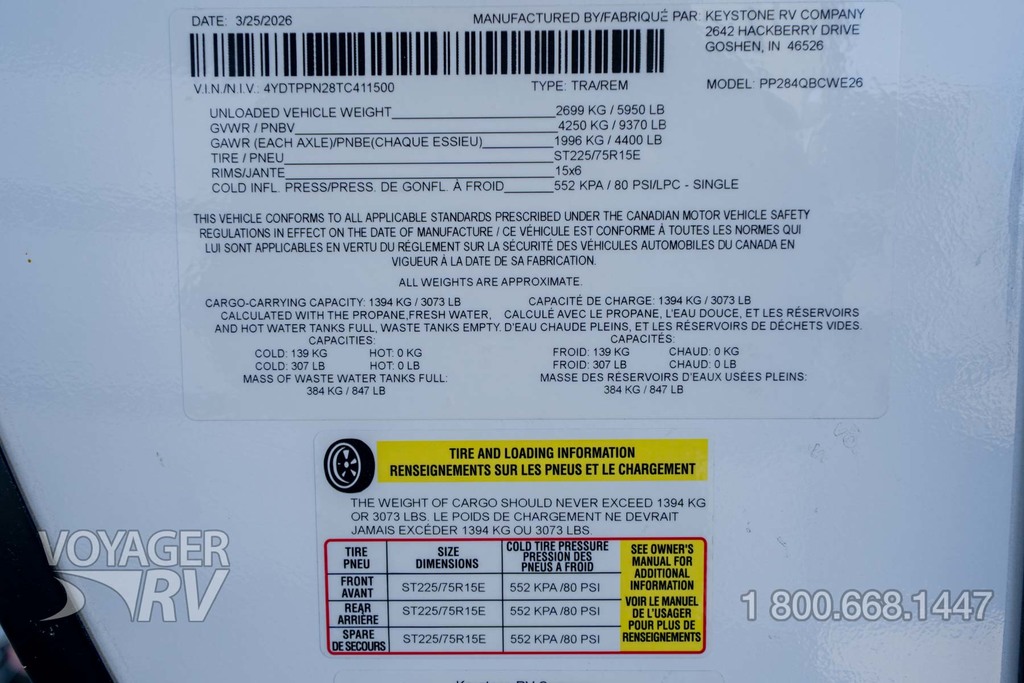 DATE: 3/25/2026
MANUFACTURED BY/FABRIQUÉ PAR: KEYSTONE RV COMPANY
2642 HACKBERRY DRIVE
GOSHEN, IN 46526
V.I.N./N.I.V.: 4YDTPPN28TC411500 TYPE: TRA/REM MODEL: PP284QBCWE26
UNLOADED VEHICLE WEIGHT 2699 KG / 5950 LB
GVWR / PNBV 4250 KG / 9370 LB
GAWR (EACH AXLE)/PNBE(CHAQUE ESSIEU) 1996 KG / 4400 LB
TIRE / PNEU ST225/75R15E
RIMS/JANTE 15x6
COLD INFL. PRESS/PRESS. DE GONFL. À FROID 552 KPA / 80 PSI/LPC - SINGLE
THIS VEHICLE CONFORMS TO ALL APPLICABLE STANDARDS PRESCRIBED UNDER THE CANADIAN MOTOR VEHICLE SAFETY
REGULATIONS IN EFFECT ON THE DATE OF MANUFACTURE / CE VÉHICULE EST CONFORME À TOUTES LES NORMES QUI
LUI SONT APPLICABLES EN VERTU DU RÉGLEMENT SUR LA SÉCURITÉ DES VÉHICULES AUTOMOBILES DU CANADA EN
VIGUEUR À LA DATE DE SA FABRICATION.
ALL WEIGHTS ARE APPROXIMATE.
CARGO-CARRYING CAPACITY: 1394 KG / 3073 LB
CALCULATED WITH THE PROPANE,FRESH WATER,
AND HOT WATER TANKS FULL, WASTE TANKS EMPTY.
CAPACITIES:
COLD: 139 KG HOT: 0 KG
COLD: 307 LB HOT: 0 LB
MASS OF WASTE WATER TANKS FULL:
384 KG / 847 LB
CAPACITÉ DE CHARGE: 1394 KG / 3073 LB
CALCULÉ AVEC LE PROPANE, L'EAU DOUCE, ET LES RÉSERVOIRS
D'EAU CHAUDE PLEINS, ET LES RÉSERVOIRS DE DÉCHETS VIDES.
CAPACITÉS:
FROID: 139 KG CHAUD: 0 KG
FROID: 307 LB CHAUD: 0 LB
MASSE DES RÉSERVOIRS D'EAUX USÉES PLEINS:
384 KG / 847 LB
TIRE AND LOADING INFORMATION
RENSEIGNEMENTS SUR LES PNEUS ET LE CHARGEMENT
THE WEIGHT OF CARGO SHOULD NEVER EXCEED 1394 KG
OR 3073 LBS. LE POIDS DE CHARGEMENT NE DEVRAIT
JAMAIS EXCÉDER 1394 KG OU 3073 LBS.
TIRE
PNEU
SIZE
DIMENSIONS
COLD TIRE PRESSURE
PRESSION DES
PNEUS A FROID
FRONT
AVANT
ST225/75R15E 552 KPA /80 PSI
REAR
ARRIÈRE
ST225/75R15E 552 KPA /80 PSI
SPARE
DE SECOURS
ST225/75R15E 552 KPA /80 PSI
SEE OWNER'S
MANUAL FOR
ADDITIONAL
INFORMATION
VOIR LE MANUEL
DE L'USAGER
POUR PLUS DE
RENSEIGNEMENTS
VOYAGER
RV
1 800.668.1447